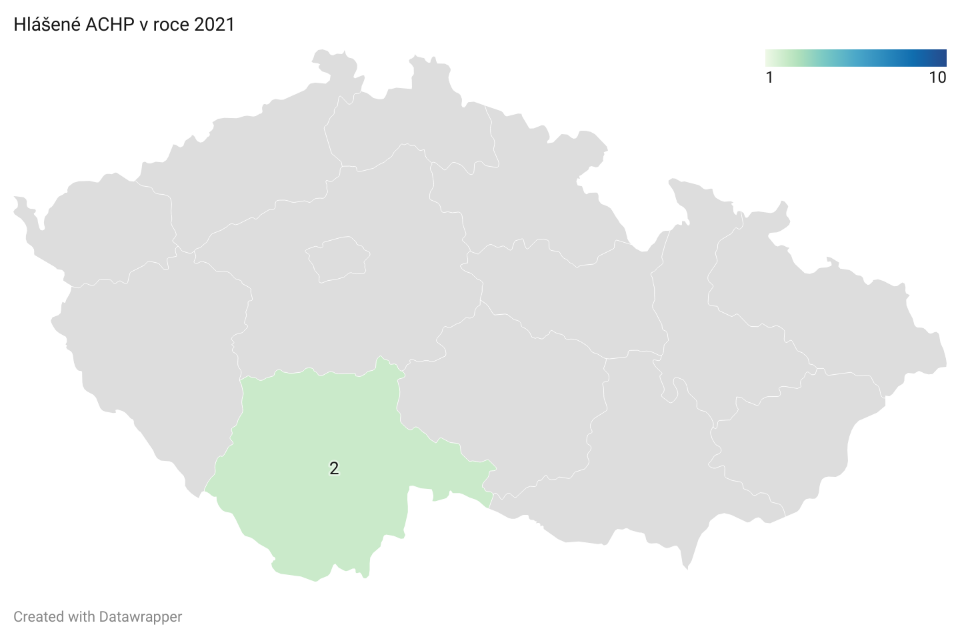 Hlášené ACHP v roce 2021
1 10
2
Created with Datawrapper